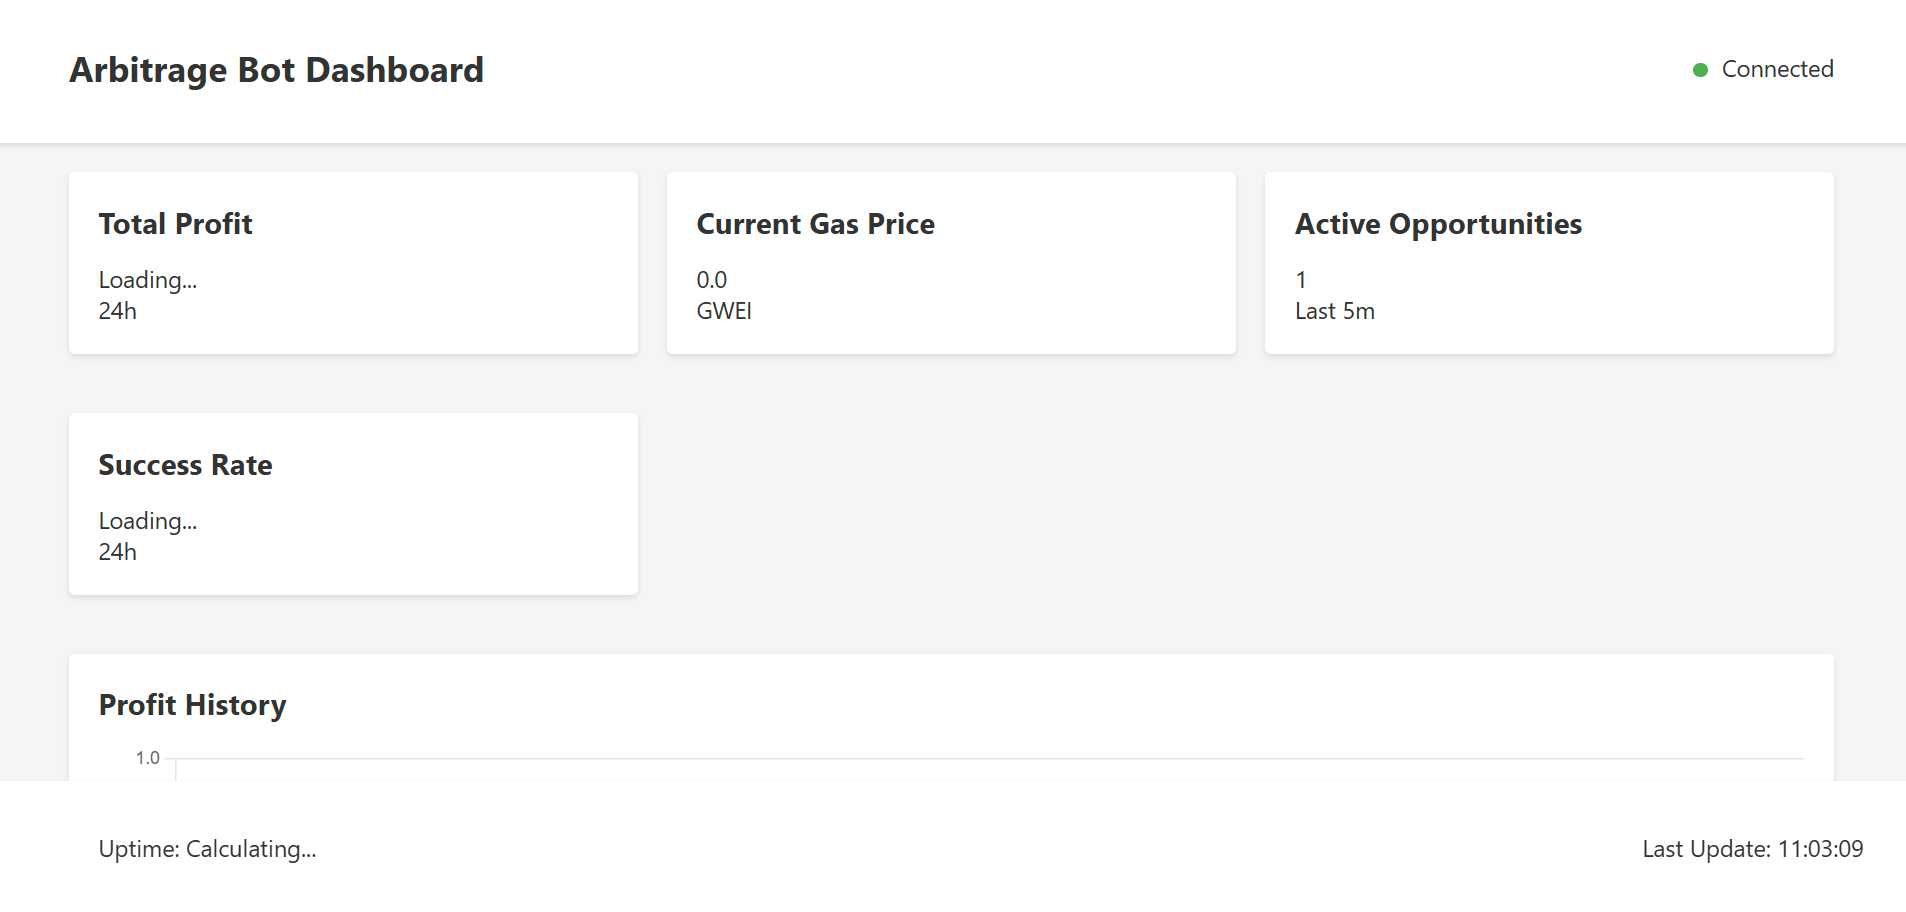 Arbitrage Bot Dashboard
Connected
Total Profit
Loading...
24h
Current Gas Price
0.0
GWEI
Active Opportunities
1
Last 5m
Success Rate
Loading...
24h
Profit History
1.0
Uptime: Calculating...
Last Update: 11:03:09